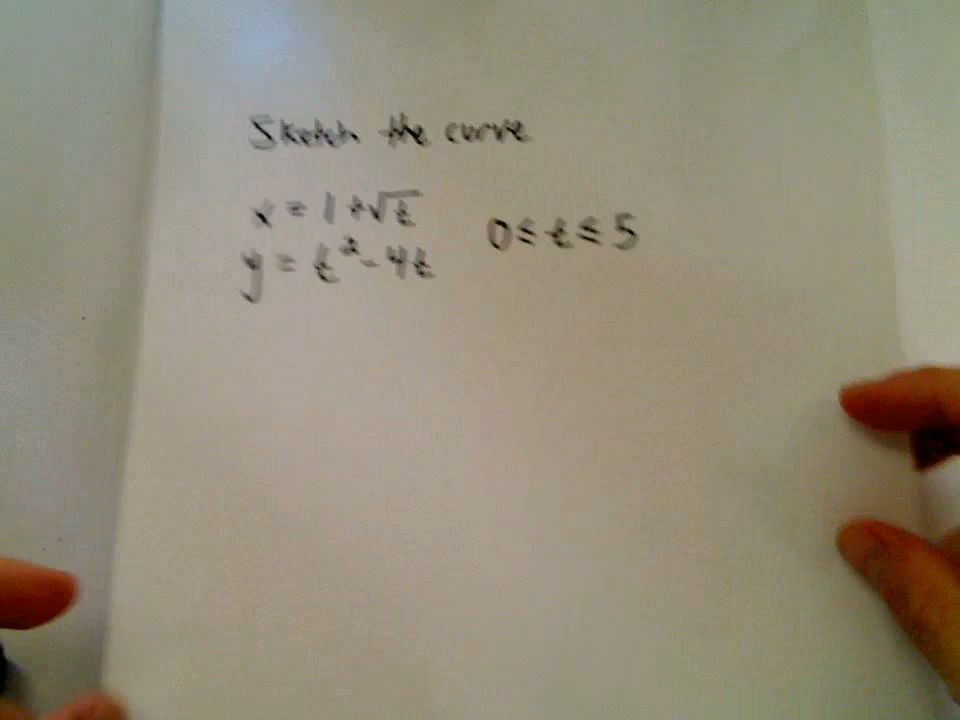 Sketch the curve
x = 1 + √t
y = t² - 4t
0 ≤ t ≤ 5